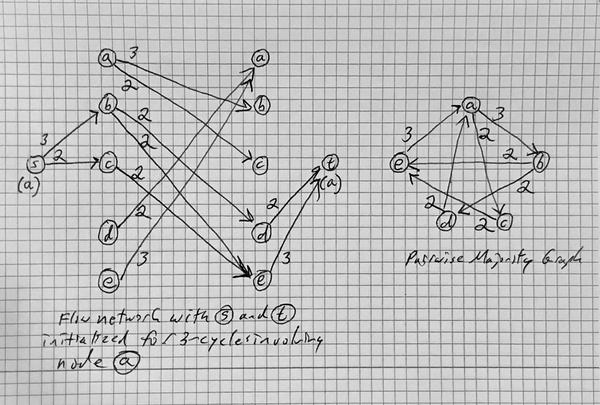 a
3
a
2
b
b
2
3
2
s
2
c
2
c
t
(a)
(a)
2
d
2
d
3
e
3
e
a
3
3
2
e
2
b
2
2
2
d
c
Pairwise Majority Graph
Flow network with s and t
initialized for 3-cycles involving
node a